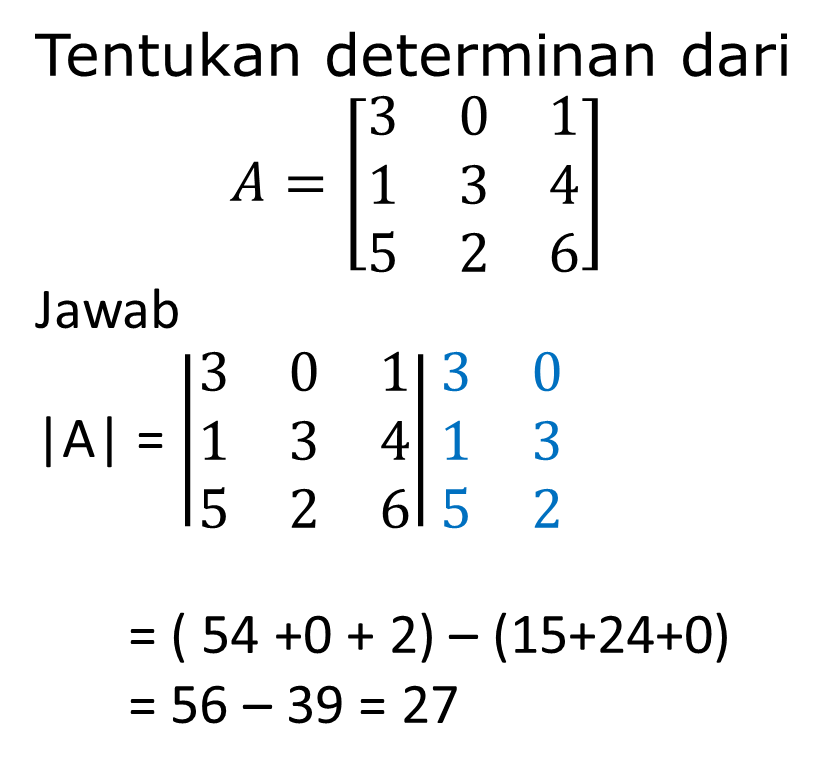 Tentukan determinan dari
A = [3 0 1
1 3 4
5 2 6]
Jawab
|A| = |3 0 1| 3 0
|1 3 4| 1 3
|5 2 6| 5 2
= ( 54 +0 + 2) – (15+24+0)
= 56 – 39 = 27